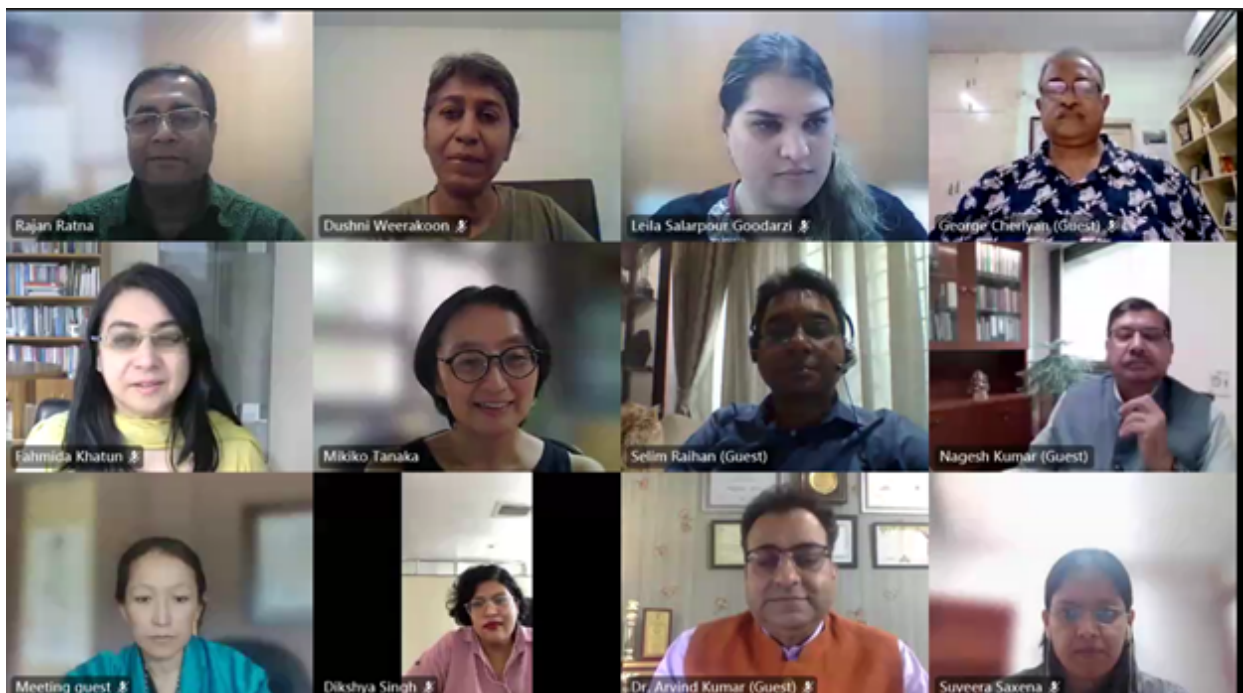 Rajan Ratna
Dushni Weerakoon
Leila Salarpour Goodarzi
George Cheriyan (Guest)
Fahmida Khatun
Mikiko Tanaka
Selim Raihan (Guest)
Nagesh Kumar (Guest)
Meeting guest
Dikshya Singh
Dr. Arvind Kumar (Guest)
Suveera Saxena